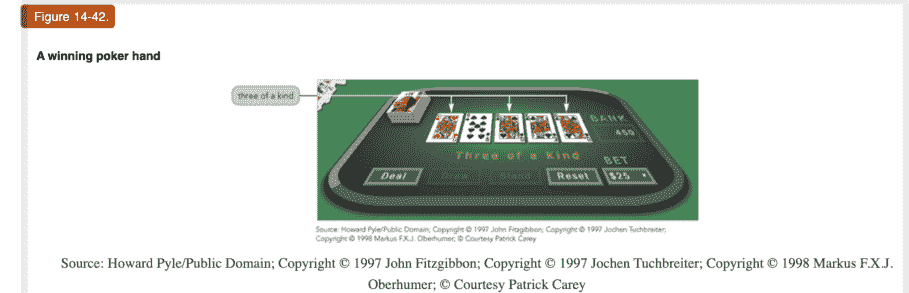 Figure 14-42.
A winning poker hand
three of a kind
BANK
450
Three of a Kind
BET
Deal
Draw
Stand
Reset
$25
Source: Howard Pyle/Public Domain; Copyright © 1997 John Fitzgibbon; Copyright © 1997 Jochen Tuchbreiter;
Copyright © 1998 Markus F.X.J. Oberhumer; © Courtesy Patrick Carey
Source: Howard Pyle/Public Domain; Copyright © 1997 John Fitzgibbon; Copyright © 1997 Jochen Tuchbreiter; Copyright © 1998 Markus F.X.J.
Oberhumer; © Courtesy Patrick Carey